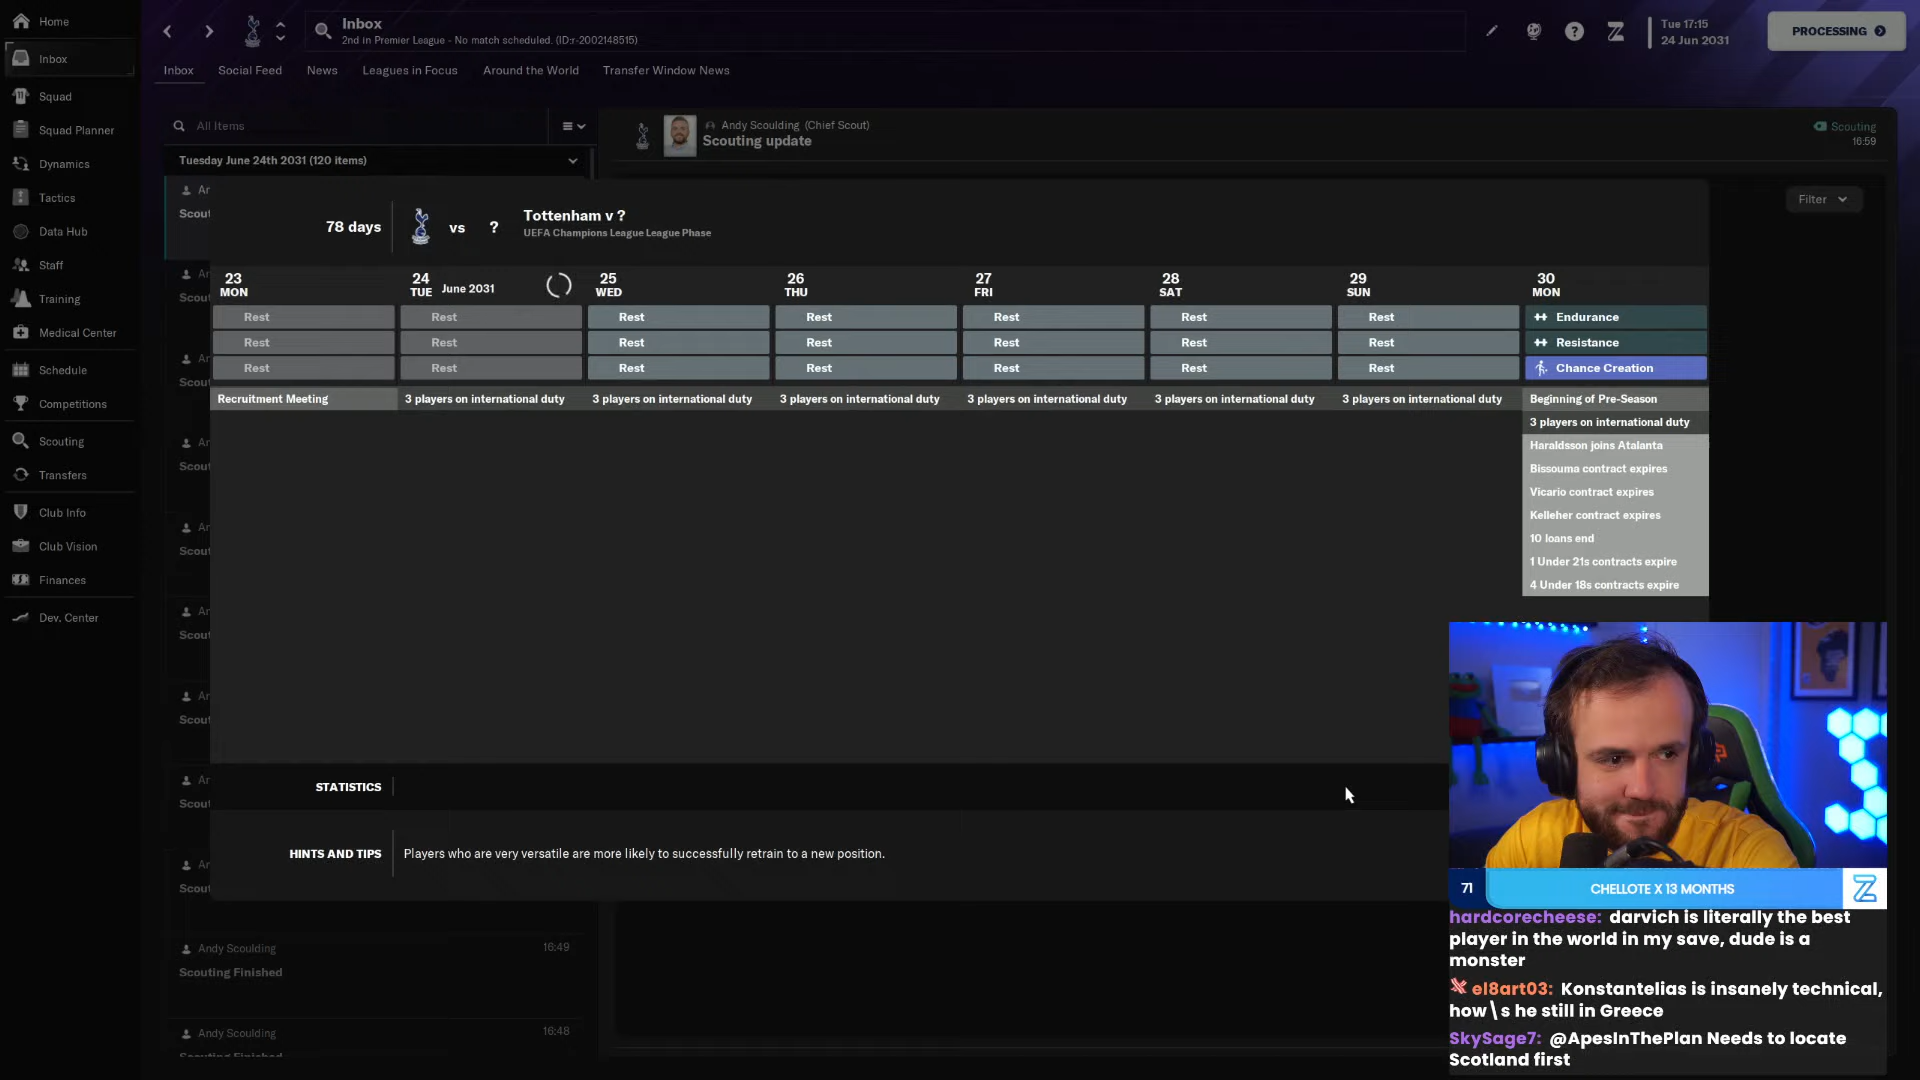 Home
Inbox
Squad
Squad Planner
Dynamics
Tactics
Data Hub
Staff
Training
Medical Center
Schedule
Competitions
Scouting
Transfers
Club Info
Club Vision
Finances
Dev. Center
Inbox
2nd in Premier League - No match scheduled. (ID:r-2002148515)
Tue 17:15
24 Jun 2031
PROCESSING
Inbox Social Feed News Leagues in Focus Around the World Transfer Window News
All Items
Tuesday June 24th 2031 (120 items)
Andy Scoulding (Chief Scout)
Scouting update
Scouting
16:59
Filter
78 days
vs ?
Tottenham v ?
UEFA Champions League League Phase
23 MON
24 TUE June 2031
25 WED
26 THU
27 FRI
28 SAT
29 SUN
30 MON
Rest Rest Rest Rest Rest Rest Rest Endurance
Rest Rest Rest Rest Rest Rest Rest Resistance
Rest Rest Rest Rest Rest Rest Rest Chance Creation
Recruitment Meeting 3 players on international duty 3 players on international duty 3 players on international duty 3 players on international duty 3 players on international duty 3 players on international duty Beginning of Pre-Season
3 players on international duty
Haraldsson joins Atalanta
Bissouma contract expires
Vicario contract expires
Kelleher contract expires
10 loans end
1 Under 21s contracts expire
4 Under 18s contracts expire
STATISTICS
HINTS AND TIPS
Players who are very versatile are more likely to successfully retrain to a new position.
Andy Scoulding 16:49
Scouting Finished
Andy Scoulding 16:48
71 CHELLOTE X 13 MONTHS
hardcorecheese: darvich is literally the best
player in the world in my save, dude is a
monster
el8art03: Konstantelias is insanely technical,
how\s he still in Greece
SkySage7: @ApesInThePlan Needs to locate
Scotland first